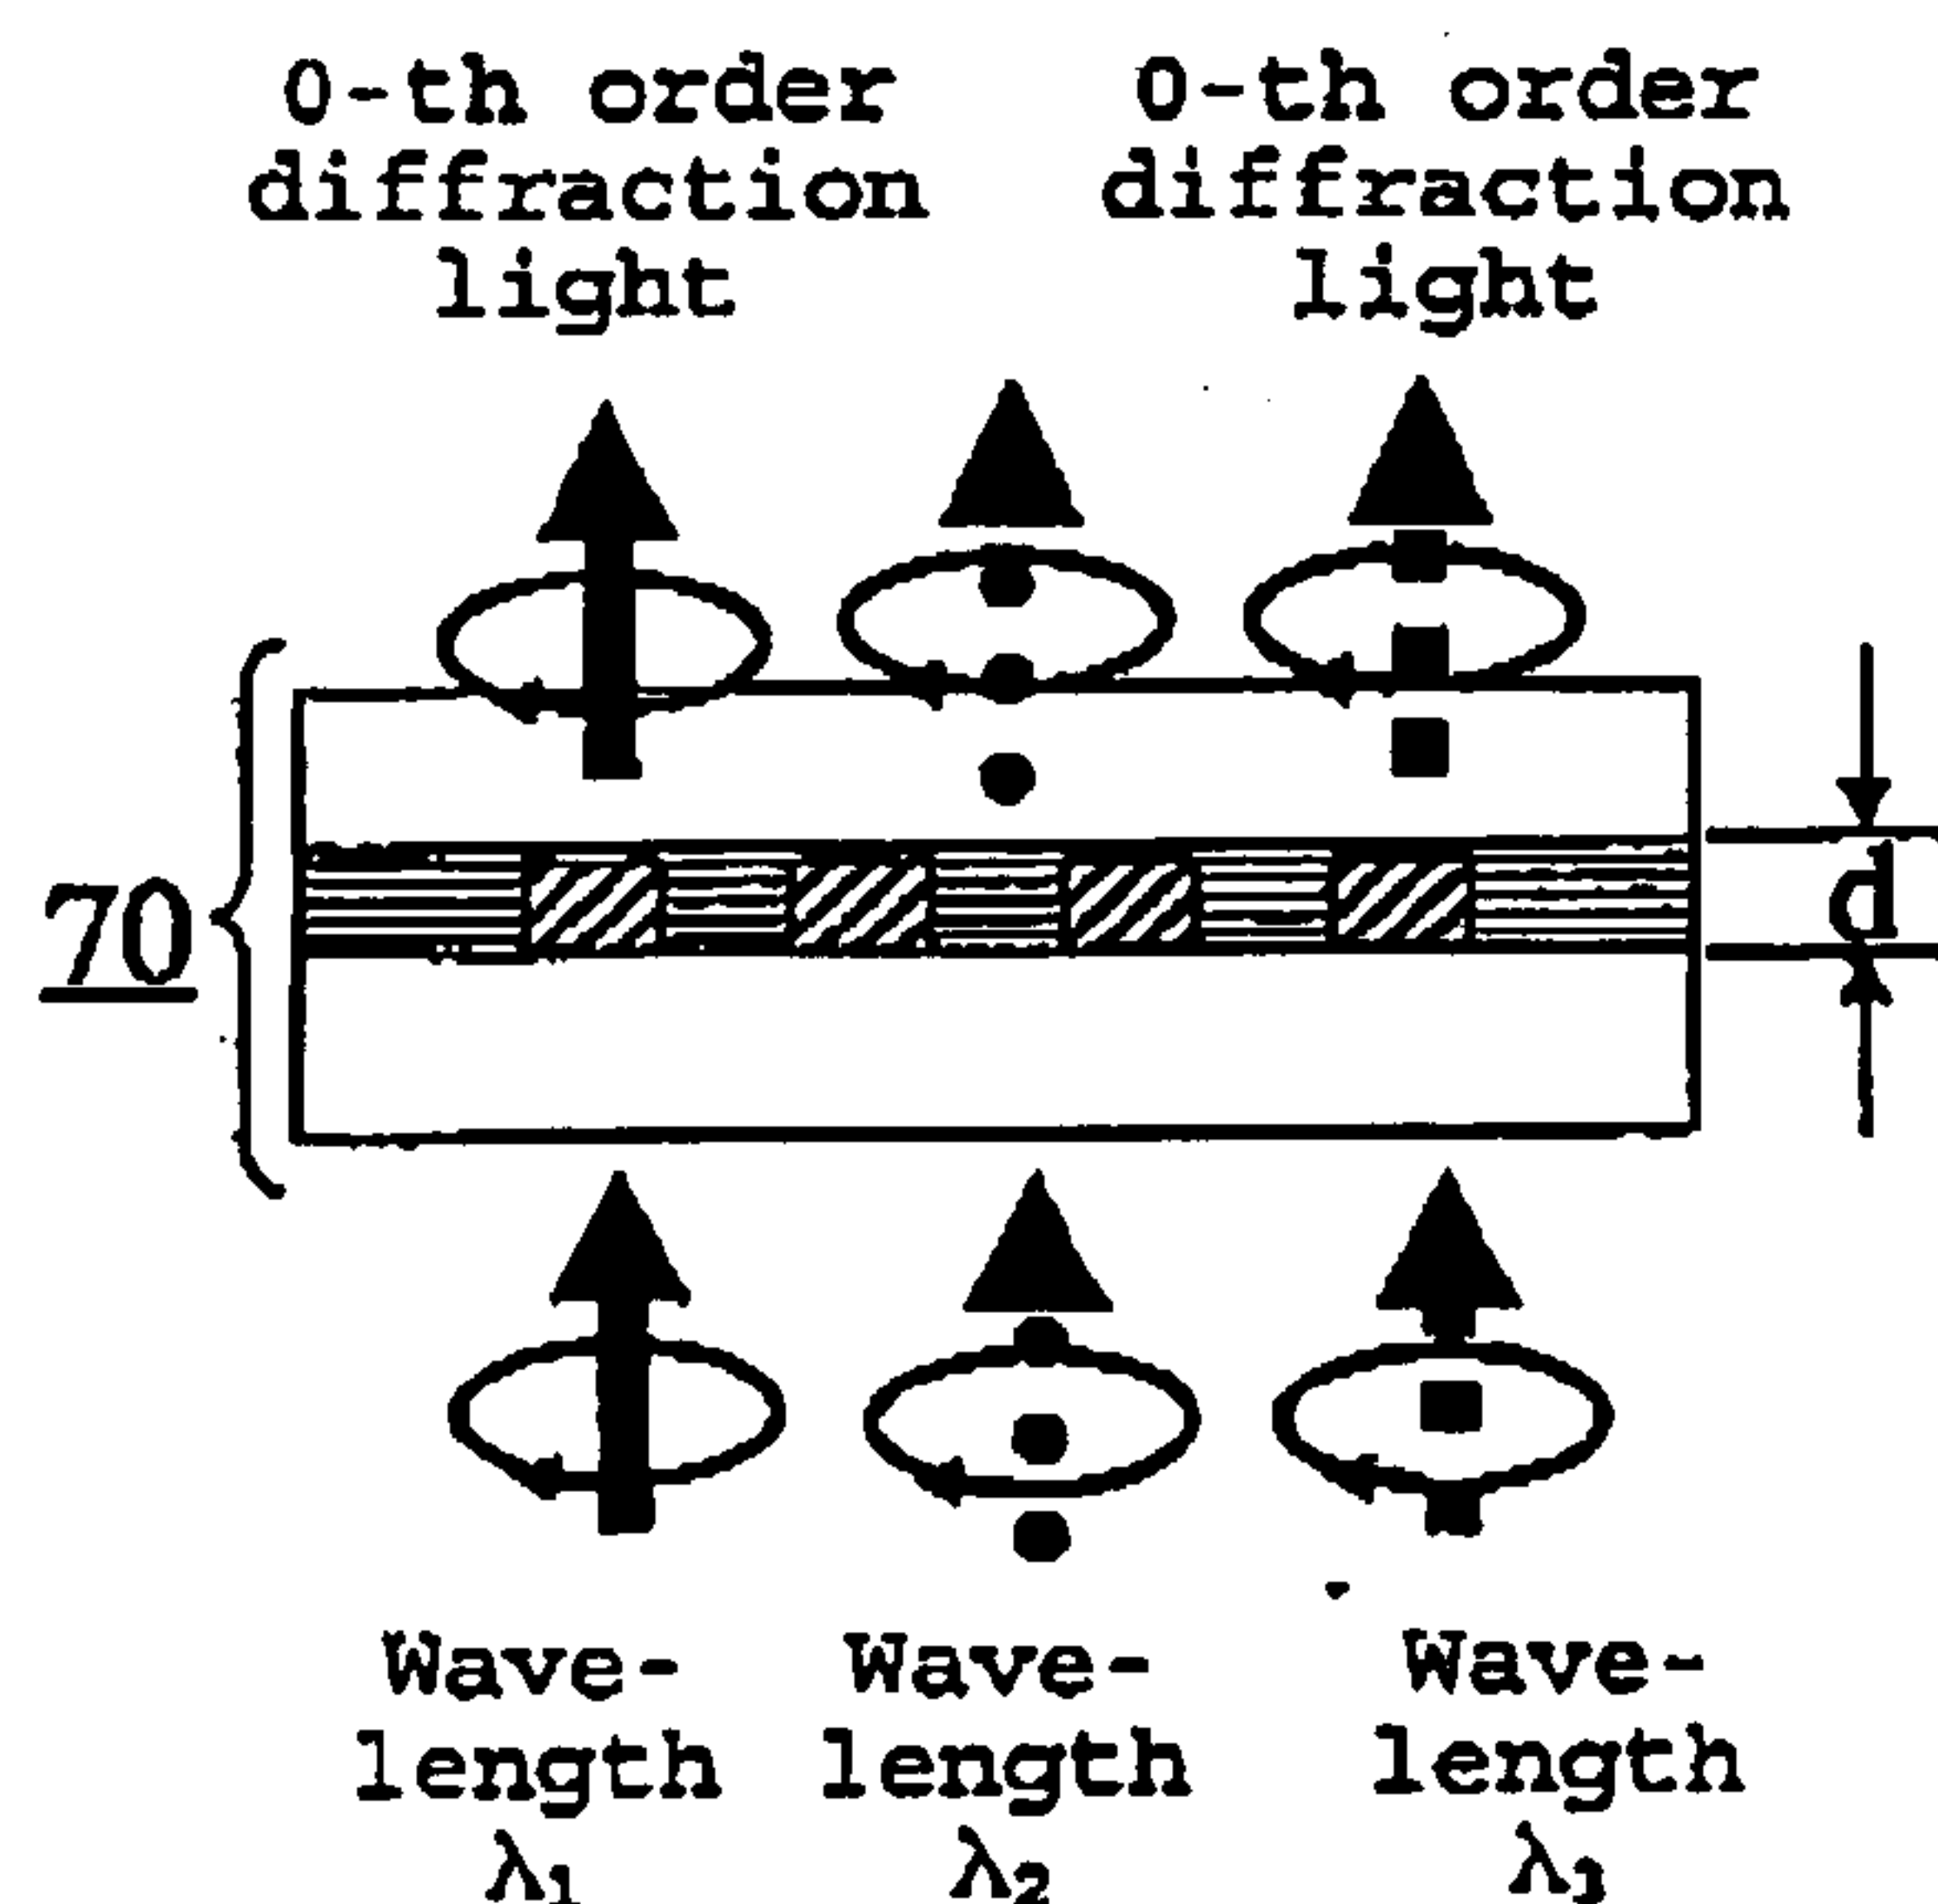 0-th order
diffraction
light
0-th order
diffraction
light
70
d
Wave-
length
λ1
Wave-
length
λ2
Wave-
length
λ3